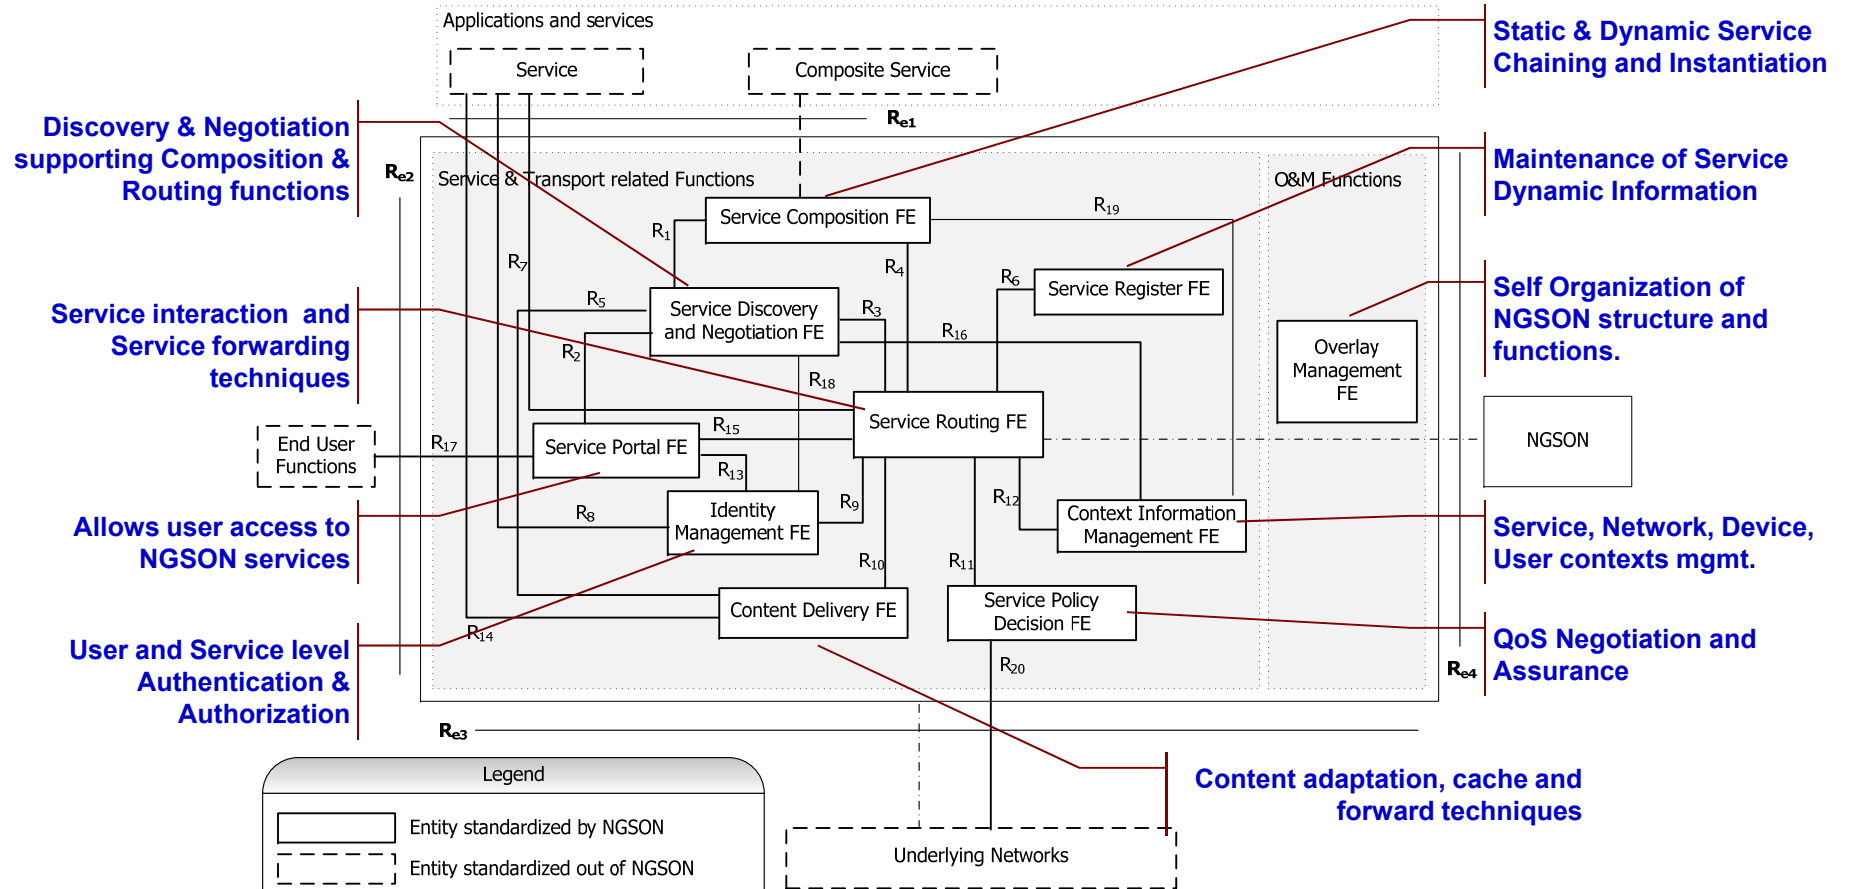 Applications and services
Service
Composite Service
Static & Dynamic Service
Chaining and Instantiation
Re1
Discovery & Negotiation
supporting Composition &
Routing functions
Re2
Service & Transport related Functions
O&M Functions
Maintenance of Service
Dynamic Information
Service Composition FE
R19
R1
R7
R4
R6
Service Register FE
R5
Service Discovery
and Negotiation FE
R3
R16
R2
R18
Self Organization of
NGSON structure and
functions.
Overlay
Management
FE
Service interaction and
Service forwarding
techniques
Service Routing FE
R15
End User
Functions
R17
Service Portal FE
NGSON
R13
R8
Identity
Management FE
R9
R12
Context Information
Management FE
Allows user access to
NGSON services
Service, Network, Device,
User contexts mgmt.
R10
R11
Content Delivery FE
Service Policy
Decision FE
R14
R20
User and Service level
Authentication &
Authorization
QoS Negotiation and
Assurance
Re4
Re3
Content adaptation, cache and
forward techniques
Legend
Entity standardized by NGSON
Entity standardized out of NGSON
Underlying Networks